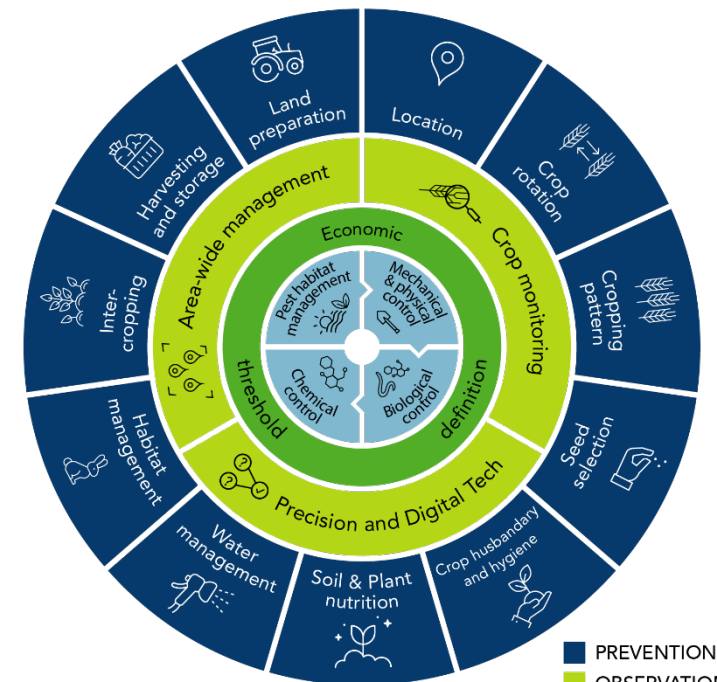 Land
preparation
Location
Crop
rotation
Cropping
pattern
Seed
selection
Crop husbandary
and hygiene
Soil & Plant
nutrition
Water
management
Habitat
management
Inter-
cropping
Harvesting
and storage
Area-wide management
Crop monitoring
Precision and Digital Tech
Economic
threshold
definition
Pest habitat
management
Mechanical
& physical
control
Biological
control
Chemical
control
? ? ✓
PREVENTION
OBSERVATION